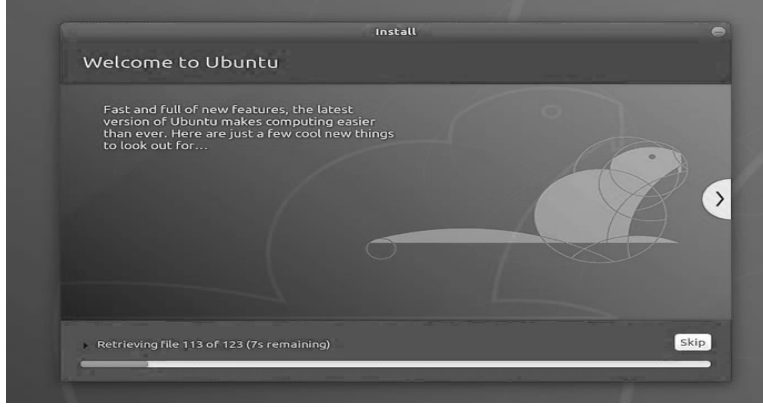 Install
Welcome to Ubuntu
Fast and full of new features, the latest
version of Ubuntu makes computing easier
than ever. Here are just a few cool new things
to look out for...
Retrieving file 113 of 123 (7s remaining)
Skip